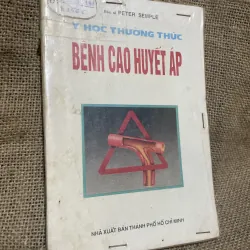 PETER SEMPLE
Y HỌC THƯỜNG THỨC
BỆNH CAO HUYẾT ÁP
NHÀ XUẤT BẢN THÀNH PHỐ HỒ CHÍ MINH